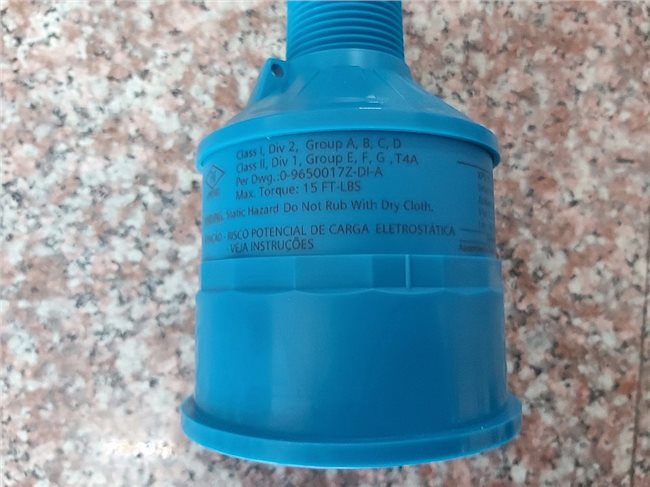 Class I, Div 2, Group A, B, C, D
Class II, Div 1, Group E, F, G ,T4A
Per Dwg.:0-9650017Z-DI-A
Max. Torque: 15 FT-LBS
Static Hazard Do Not Rub With Dry Cloth.
- RISCO POTENCIAL DE CARGA ELETROSTÁTICA
- VEJA INSTRUÇÕES